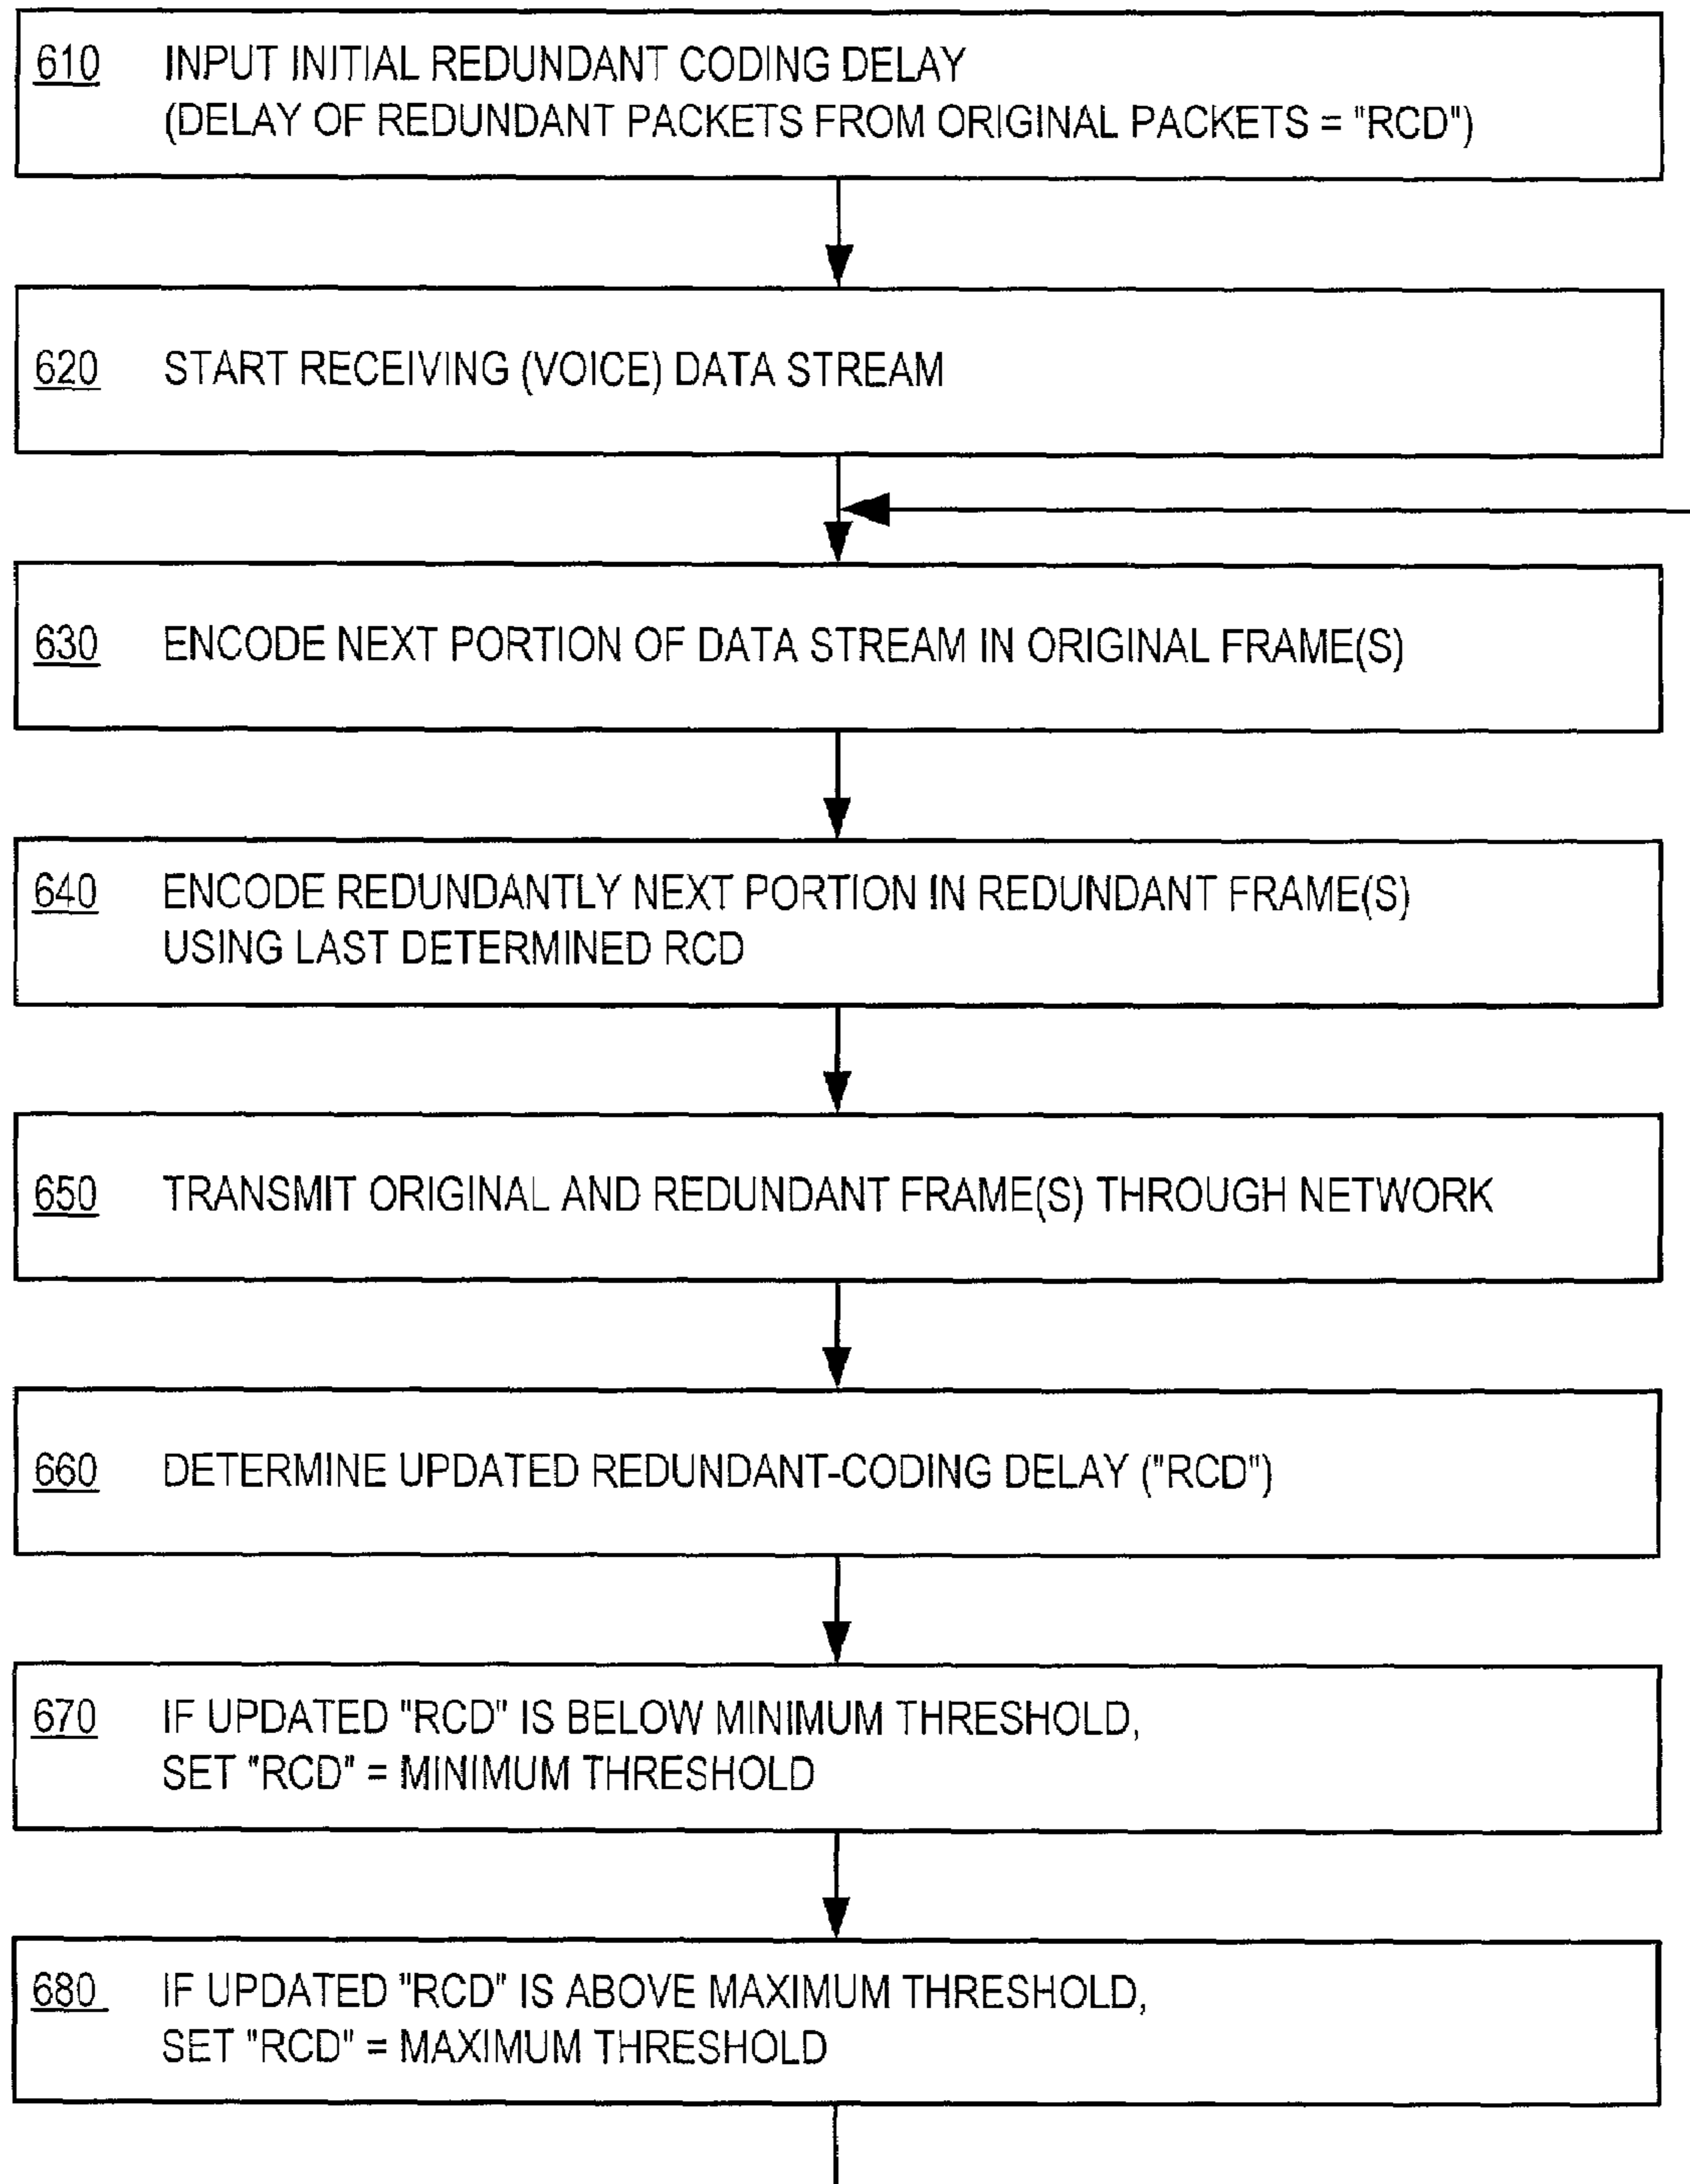 610 INPUT INITIAL REDUNDANT CODING DELAY
(DELAY OF REDUNDANT PACKETS FROM ORIGINAL PACKETS = "RCD")
620 START RECEIVING (VOICE) DATA STREAM
630 ENCODE NEXT PORTION OF DATA STREAM IN ORIGINAL FRAME(S)
640 ENCODE REDUNDANTLY NEXT PORTION IN REDUNDANT FRAME(S)
USING LAST DETERMINED RCD
650 TRANSMIT ORIGINAL AND REDUNDANT FRAME(S) THROUGH NETWORK
660 DETERMINE UPDATED REDUNDANT-CODING DELAY ("RCD")
670 IF UPDATED "RCD" IS BELOW MINIMUM THRESHOLD,
SET "RCD" = MINIMUM THRESHOLD
680 IF UPDATED "RCD" IS ABOVE MAXIMUM THRESHOLD,
SET "RCD" = MAXIMUM THRESHOLD